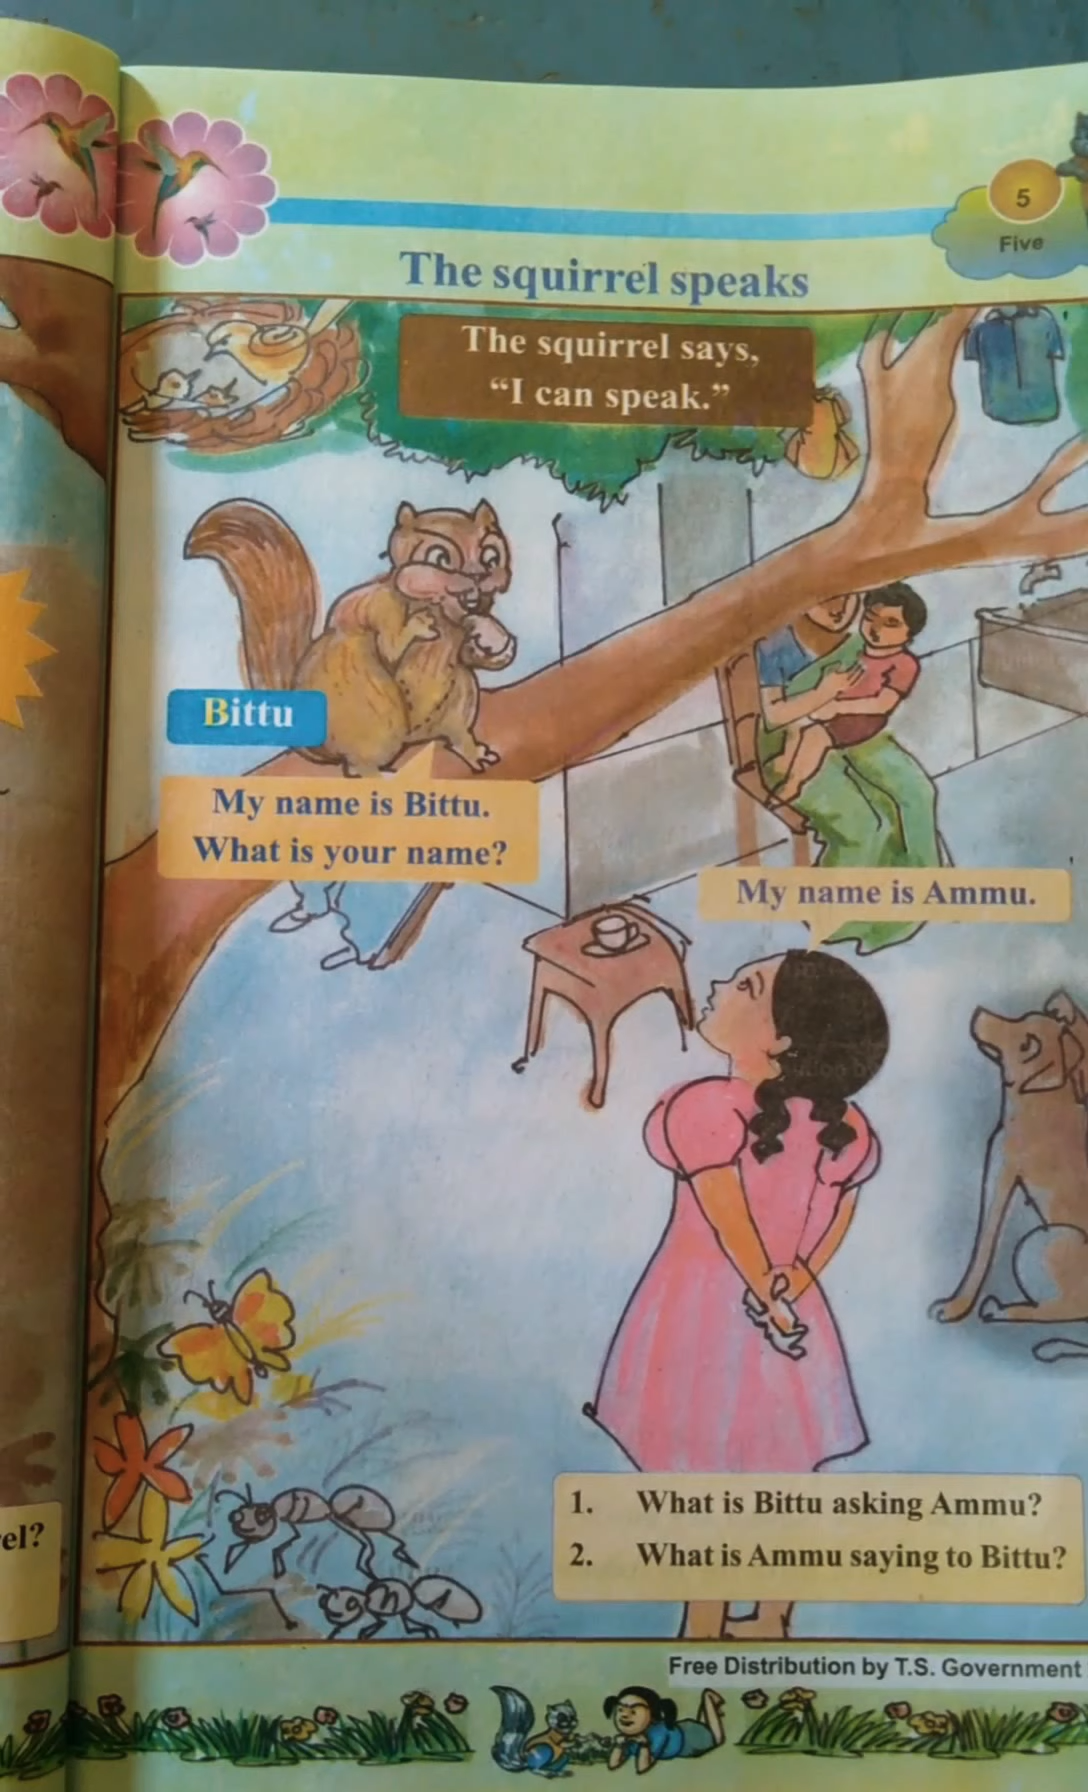 5
Five
The squirrel speaks
The squirrel says,
“I can speak.”
Bittu
My name is Bittu.
What is your name?
My name is Ammu.
1. What is Bittu asking Ammu?
2. What is Ammu saying to Bittu?
el?
Free Distribution by T.S. Government